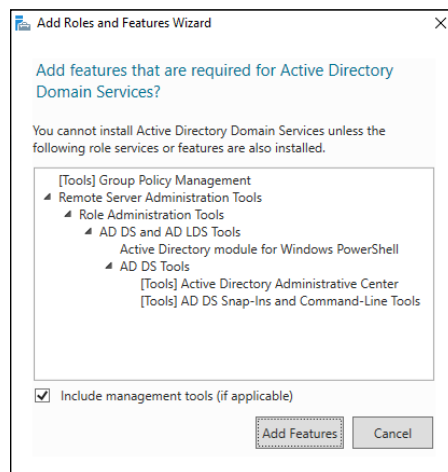 Add Roles and Features Wizard
Add features that are required for Active Directory
Domain Services?
You cannot install Active Directory Domain Services unless the
following role services or features are also installed.
[Tools] Group Policy Management
Remote Server Administration Tools
Role Administration Tools
AD DS and AD LDS Tools
Active Directory module for Windows PowerShell
AD DS Tools
[Tools] Active Directory Administrative Center
[Tools] AD DS Snap-Ins and Command-Line Tools
Include management tools (if applicable)
Add Features Cancel